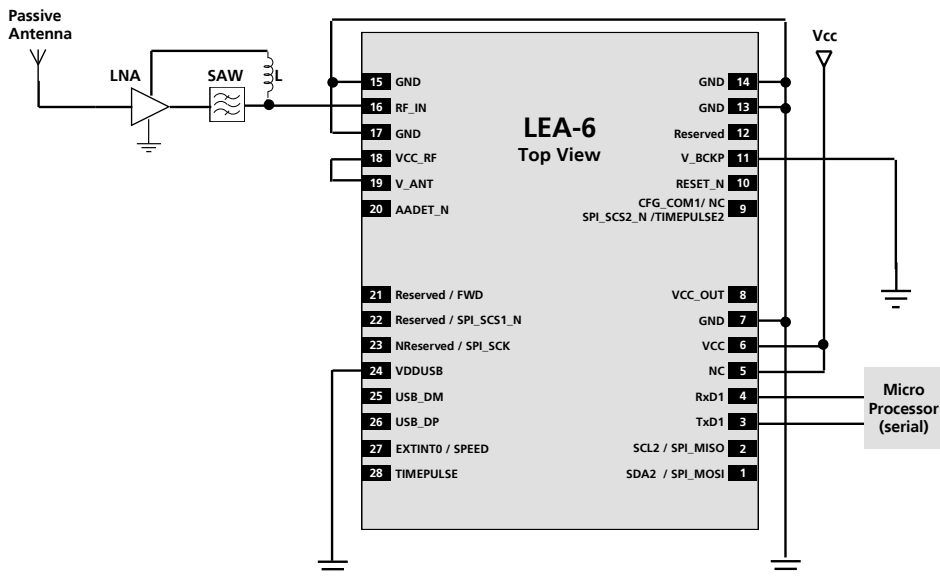 Passive
Antenna
LNA
SAW
L
Vcc
LEA-6
Top View
15 GND
16 RF_IN
17 GND
18 VCC_RF
19 V_ANT
20 AADET_N
21 Reserved / FWD
22 Reserved / SPI_SCS1_N
23 NReserved / SPI_SCK
24 VDDUSB
25 USB_DM
26 USB_DP
27 EXTINT0 / SPEED
28 TIMEPULSE
GND 14
GND 13
Reserved 12
V_BCKP 11
RESET_N 10
CFG_COM1/ NC
SPI_SCS2_N /TIMEPULSE2 9
VCC_OUT 8
GND 7
VCC 6
NC 5
RxD1 4
TxD1 3
SCL2 / SPI_MISO 2
SDA2 / SPI_MOSI 1
Micro
Processor
(serial)